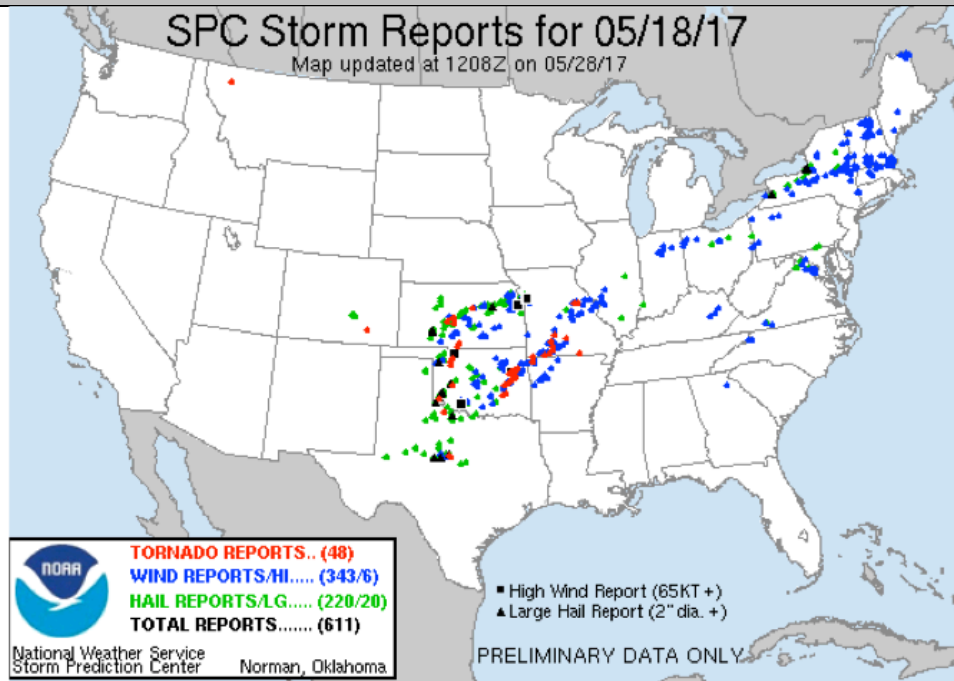 SPC Storm Reports for 05/18/17
Map updated at 1208Z on 05/28/17
NOAA
TORNADO REPORTS.. (48)
WIND REPORTS/HI..... (343/6)
HAIL REPORTS/LG..... (220/20)
TOTAL REPORTS....... (611)
National Weather Service
Storm Prediction Center Norman, Oklahoma
High Wind Report (65KT +)
Large Hail Report (2" dia. +)
PRELIMINARY DATA ONLY